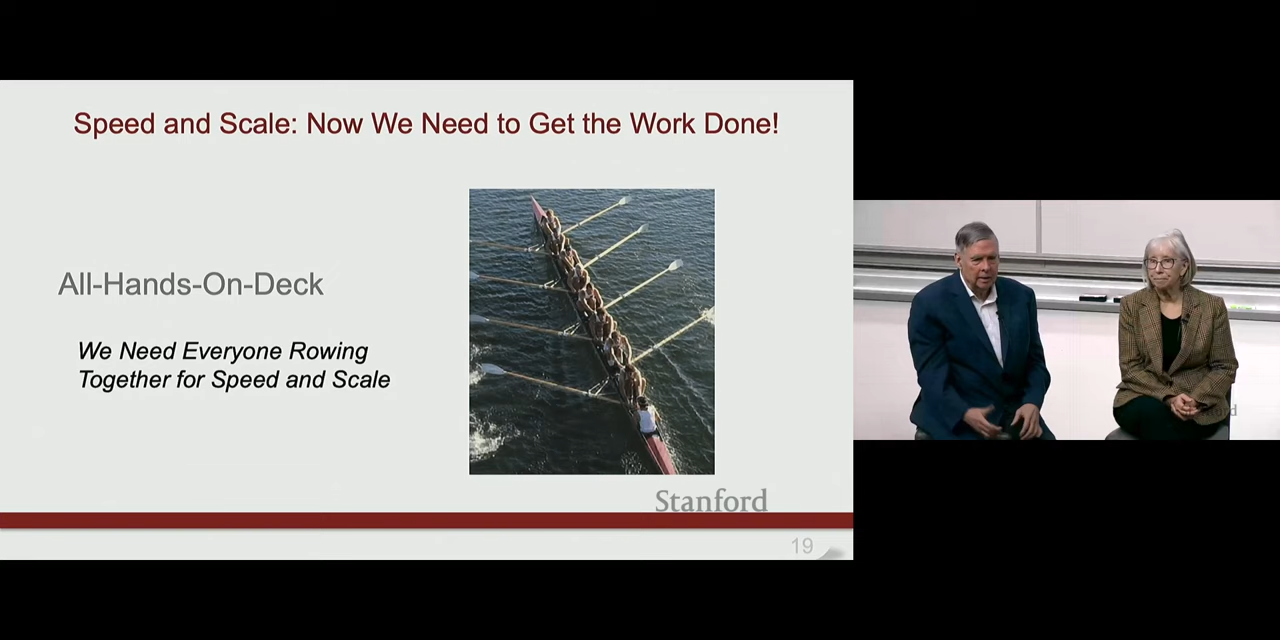 Speed and Scale: Now We Need to Get the Work Done!
All-Hands-On-Deck
We Need Everyone Rowing
Together for Speed and Scale
Stanford
19